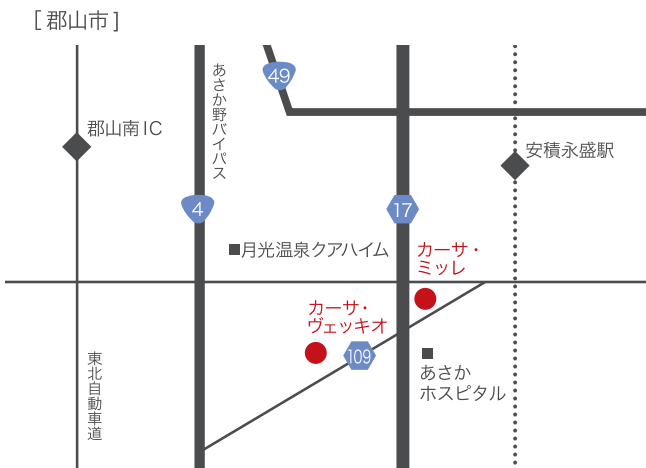 [郡山市]
49
あさか野バイパス
郡山南IC
安積永盛駅
4
17
月光温泉クアハイム
カーサ・
ミッレ
カーサ・
ヴェッキオ
109
東北自動車道
あさか
ホスピタル